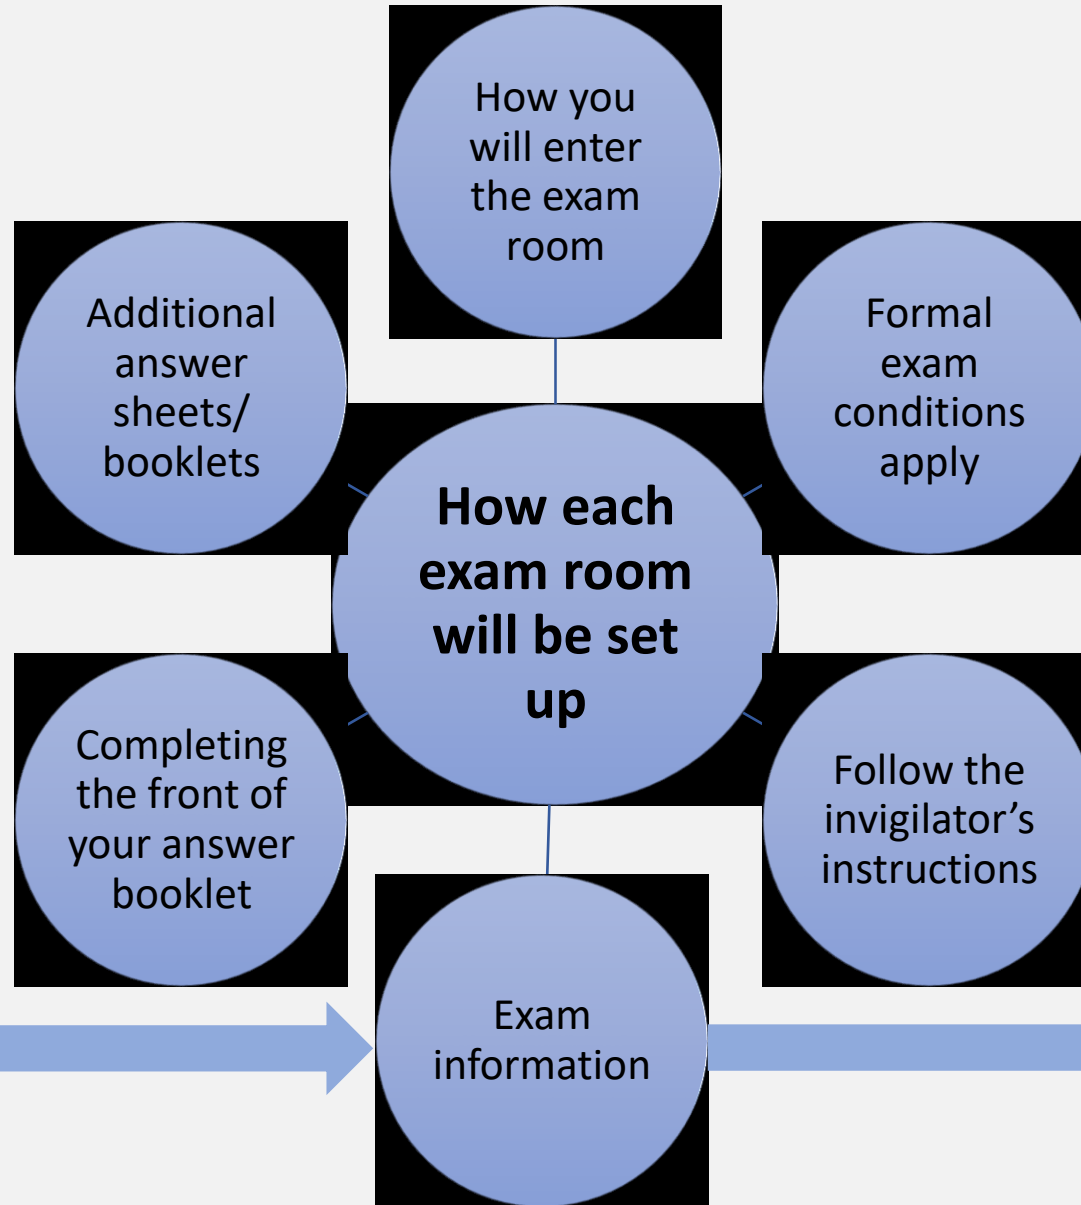 How you
will enter
the exam
room
Additional
answer
sheets/
booklets
Formal
exam
conditions
apply
How each
exam room
will be set
up
Completing
the front of
your answer
booklet
Follow the
invigilator’s
instructions
Exam
information